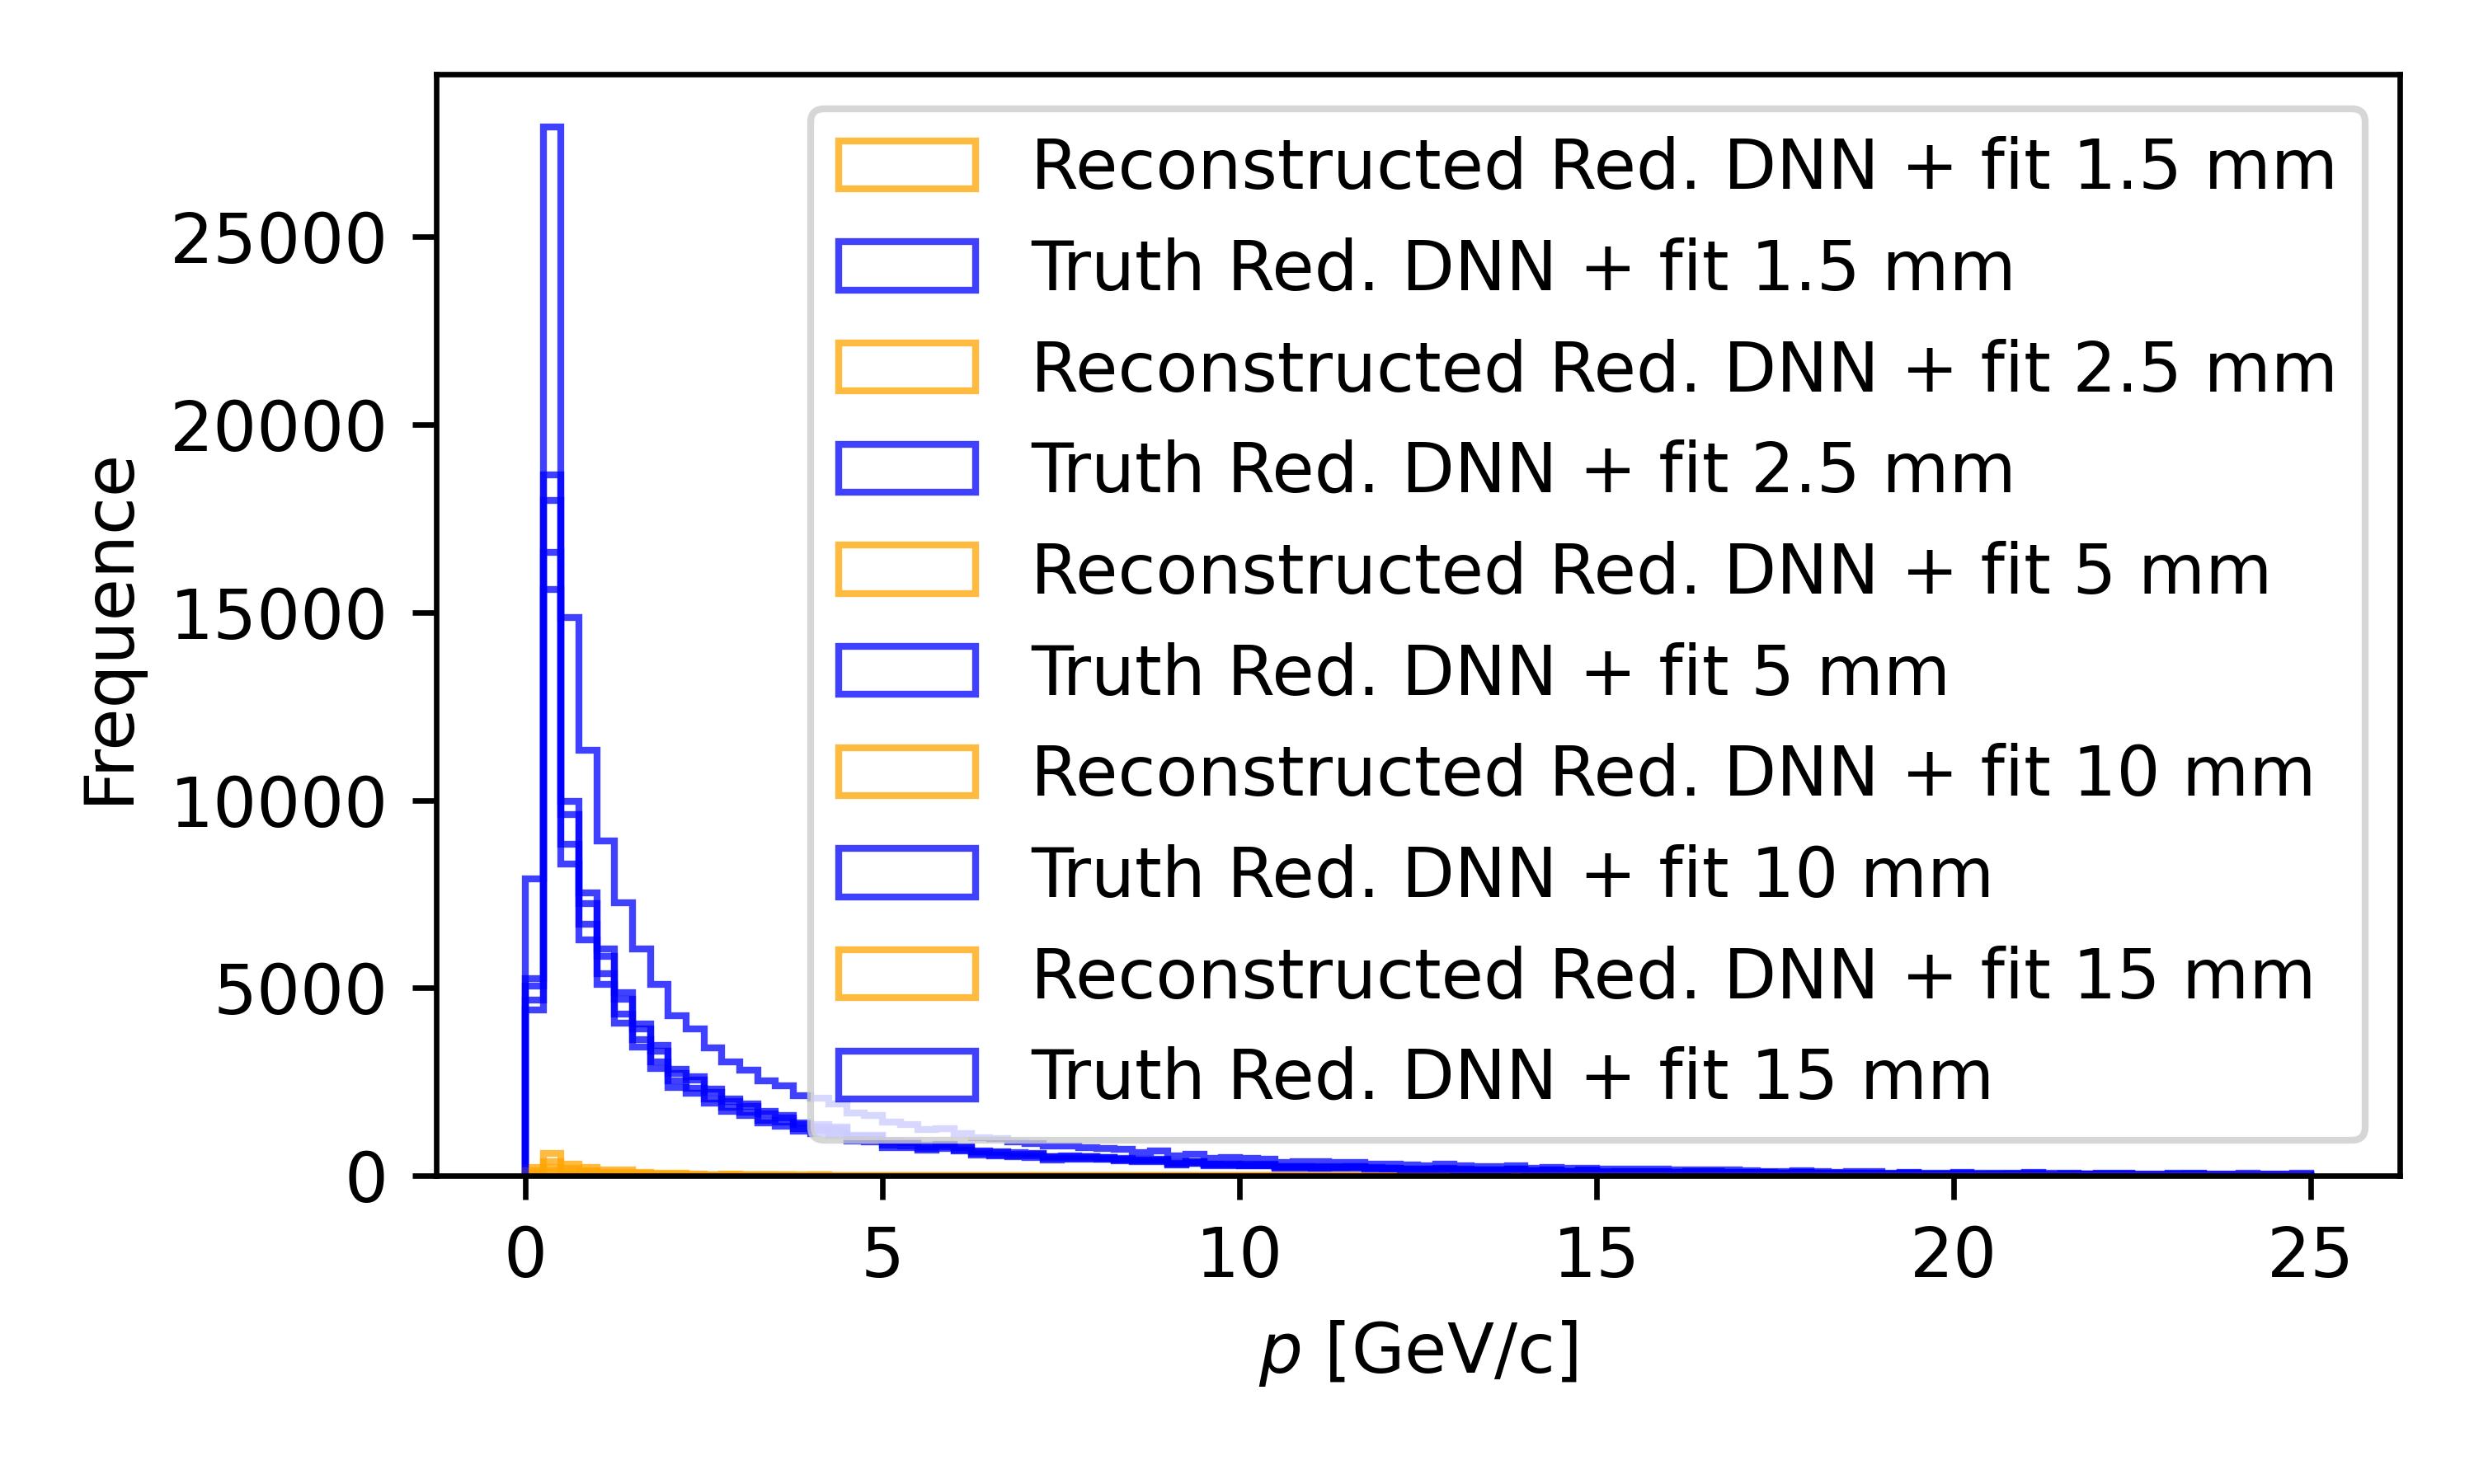 Reconstructed Red. DNN + fit 1.5 mm
Truth Red. DNN + fit 1.5 mm
Reconstructed Red. DNN + fit 2.5 mm
Truth Red. DNN + fit 2.5 mm
Reconstructed Red. DNN + fit 5 mm
Truth Red. DNN + fit 5 mm
Reconstructed Red. DNN + fit 10 mm
Truth Red. DNN + fit 10 mm
Reconstructed Red. DNN + fit 15 mm
Truth Red. DNN + fit 15 mm
Frequence
25000
20000
15000
10000
5000
0
0 5 10 15 20 25
p [GeV/c]